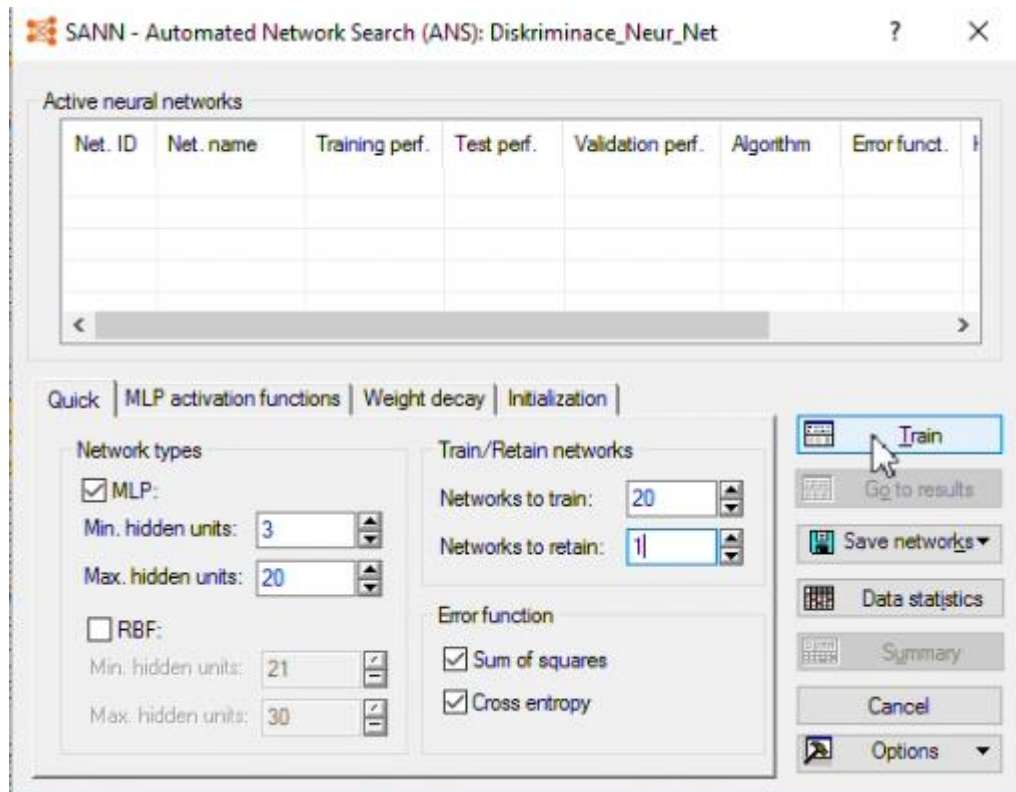 SANN - Automated Network Search (ANS): Diskriminace_Neur_Net ? ✕
Active neural networks
Net. ID Net. name Training perf. Test perf. Validation perf. Algorithm Error funct.
Quick MLP activation functions Weight decay Initialization
Network types
MLP:
Min. hidden units: 3
Max. hidden units: 20
RBF:
Min. hidden units: 21
Max. hidden units: 30
Train/Retain networks
Networks to train: 20
Networks to retain: 1
Error function
Sum of squares
Cross entropy
Train
Go to results
Save networks
Data statistics
Summary
Cancel
Options